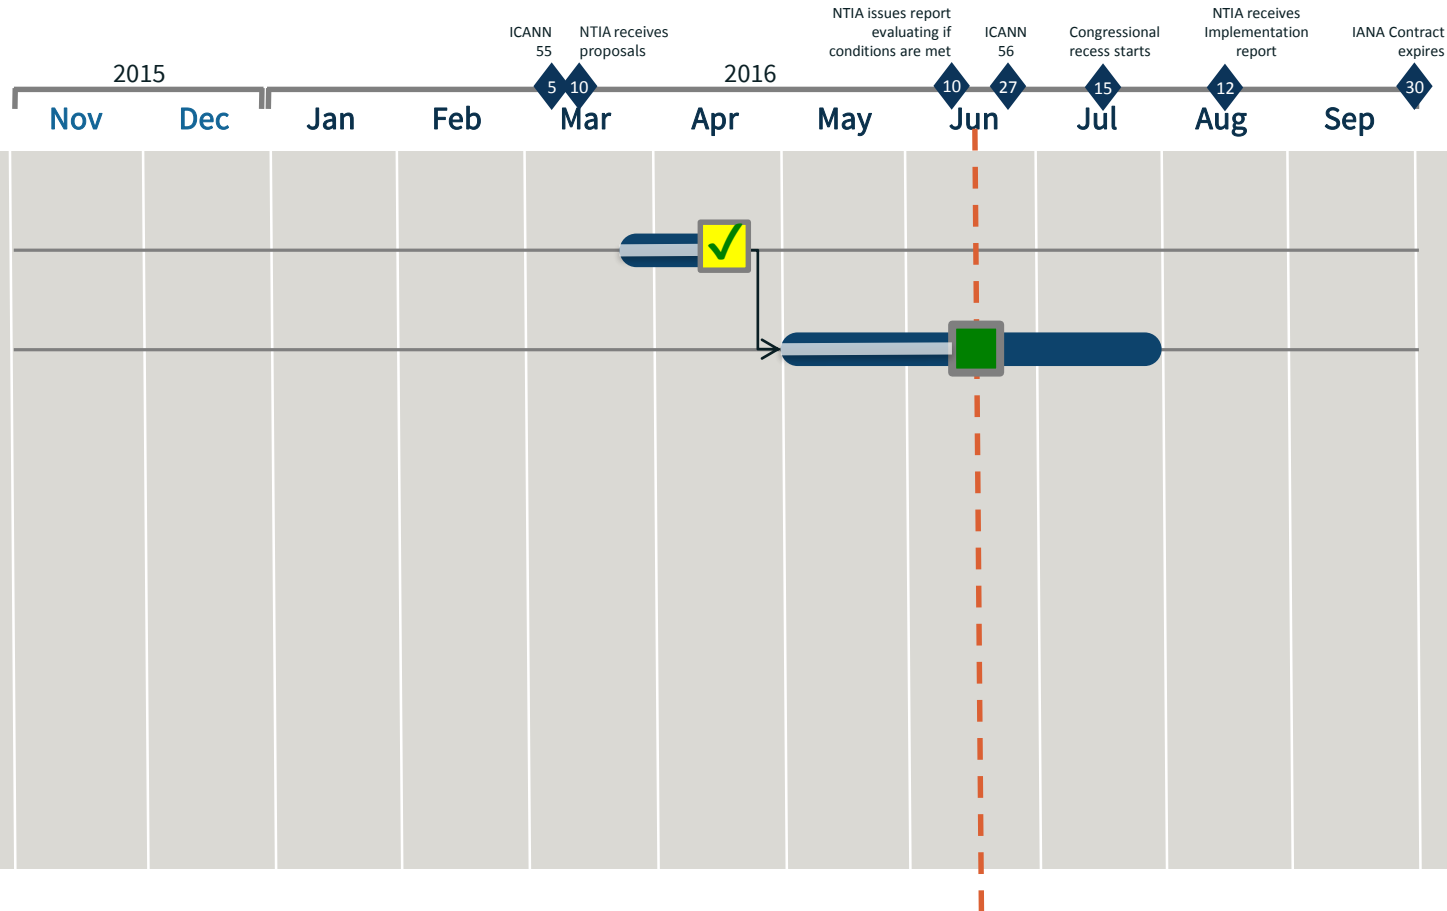 NTIA issues report
evaluating if
conditions are met
NTIA receives
Implementation
report
ICANN
55
NTIA receives
proposals
ICANN
56
Congressional
recess starts
IANA Contract
expires
2015
2016
5
10
10
27
15
12
30
Nov
Dec
Jan
Feb
Mar
Apr
May
Jun
Jul
Aug
Sep